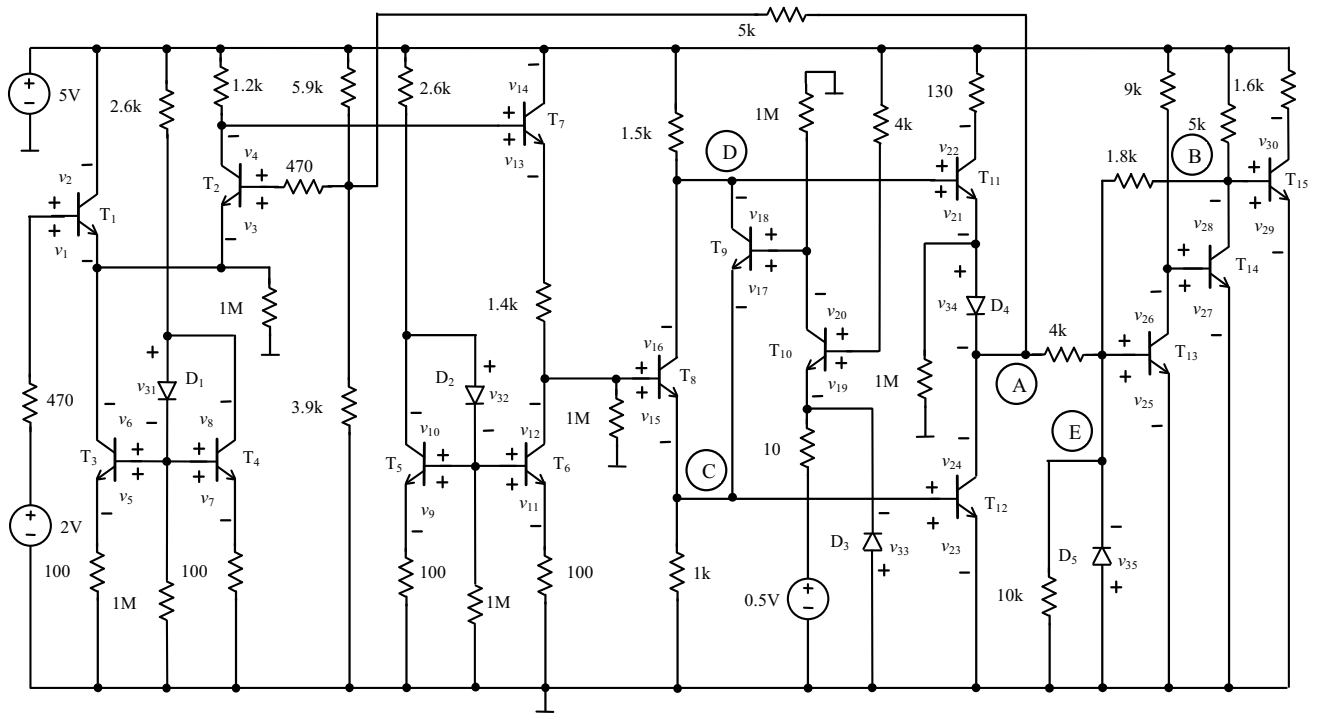 5k
5V
2.6k
1.2k
5.9k
2.6k
v14
T7
v13
1.5k
1M
4k
130
9k
1.6k
5k
v30
D
B
1.8k
v4
470
T2
v3
v2
T1
v1
v22
T11
v21
T15
v29
v28
v18
T9
v17
T14
v27
1M
1.4k
v20
T10
v19
v34
D4
4k
v26
T13
v25
v16
T8
v15
1M
A
D1
v31
D2
v32
470
3.9k
1M
E
v6
T3
v5
v8
T4
v7
v10
T5
v9
v12
T6
v11
10
C
v24
T12
v23
2V
D3
v33
D5
v35
100
1M
100
100
1M
100
1k
0.5V
10k